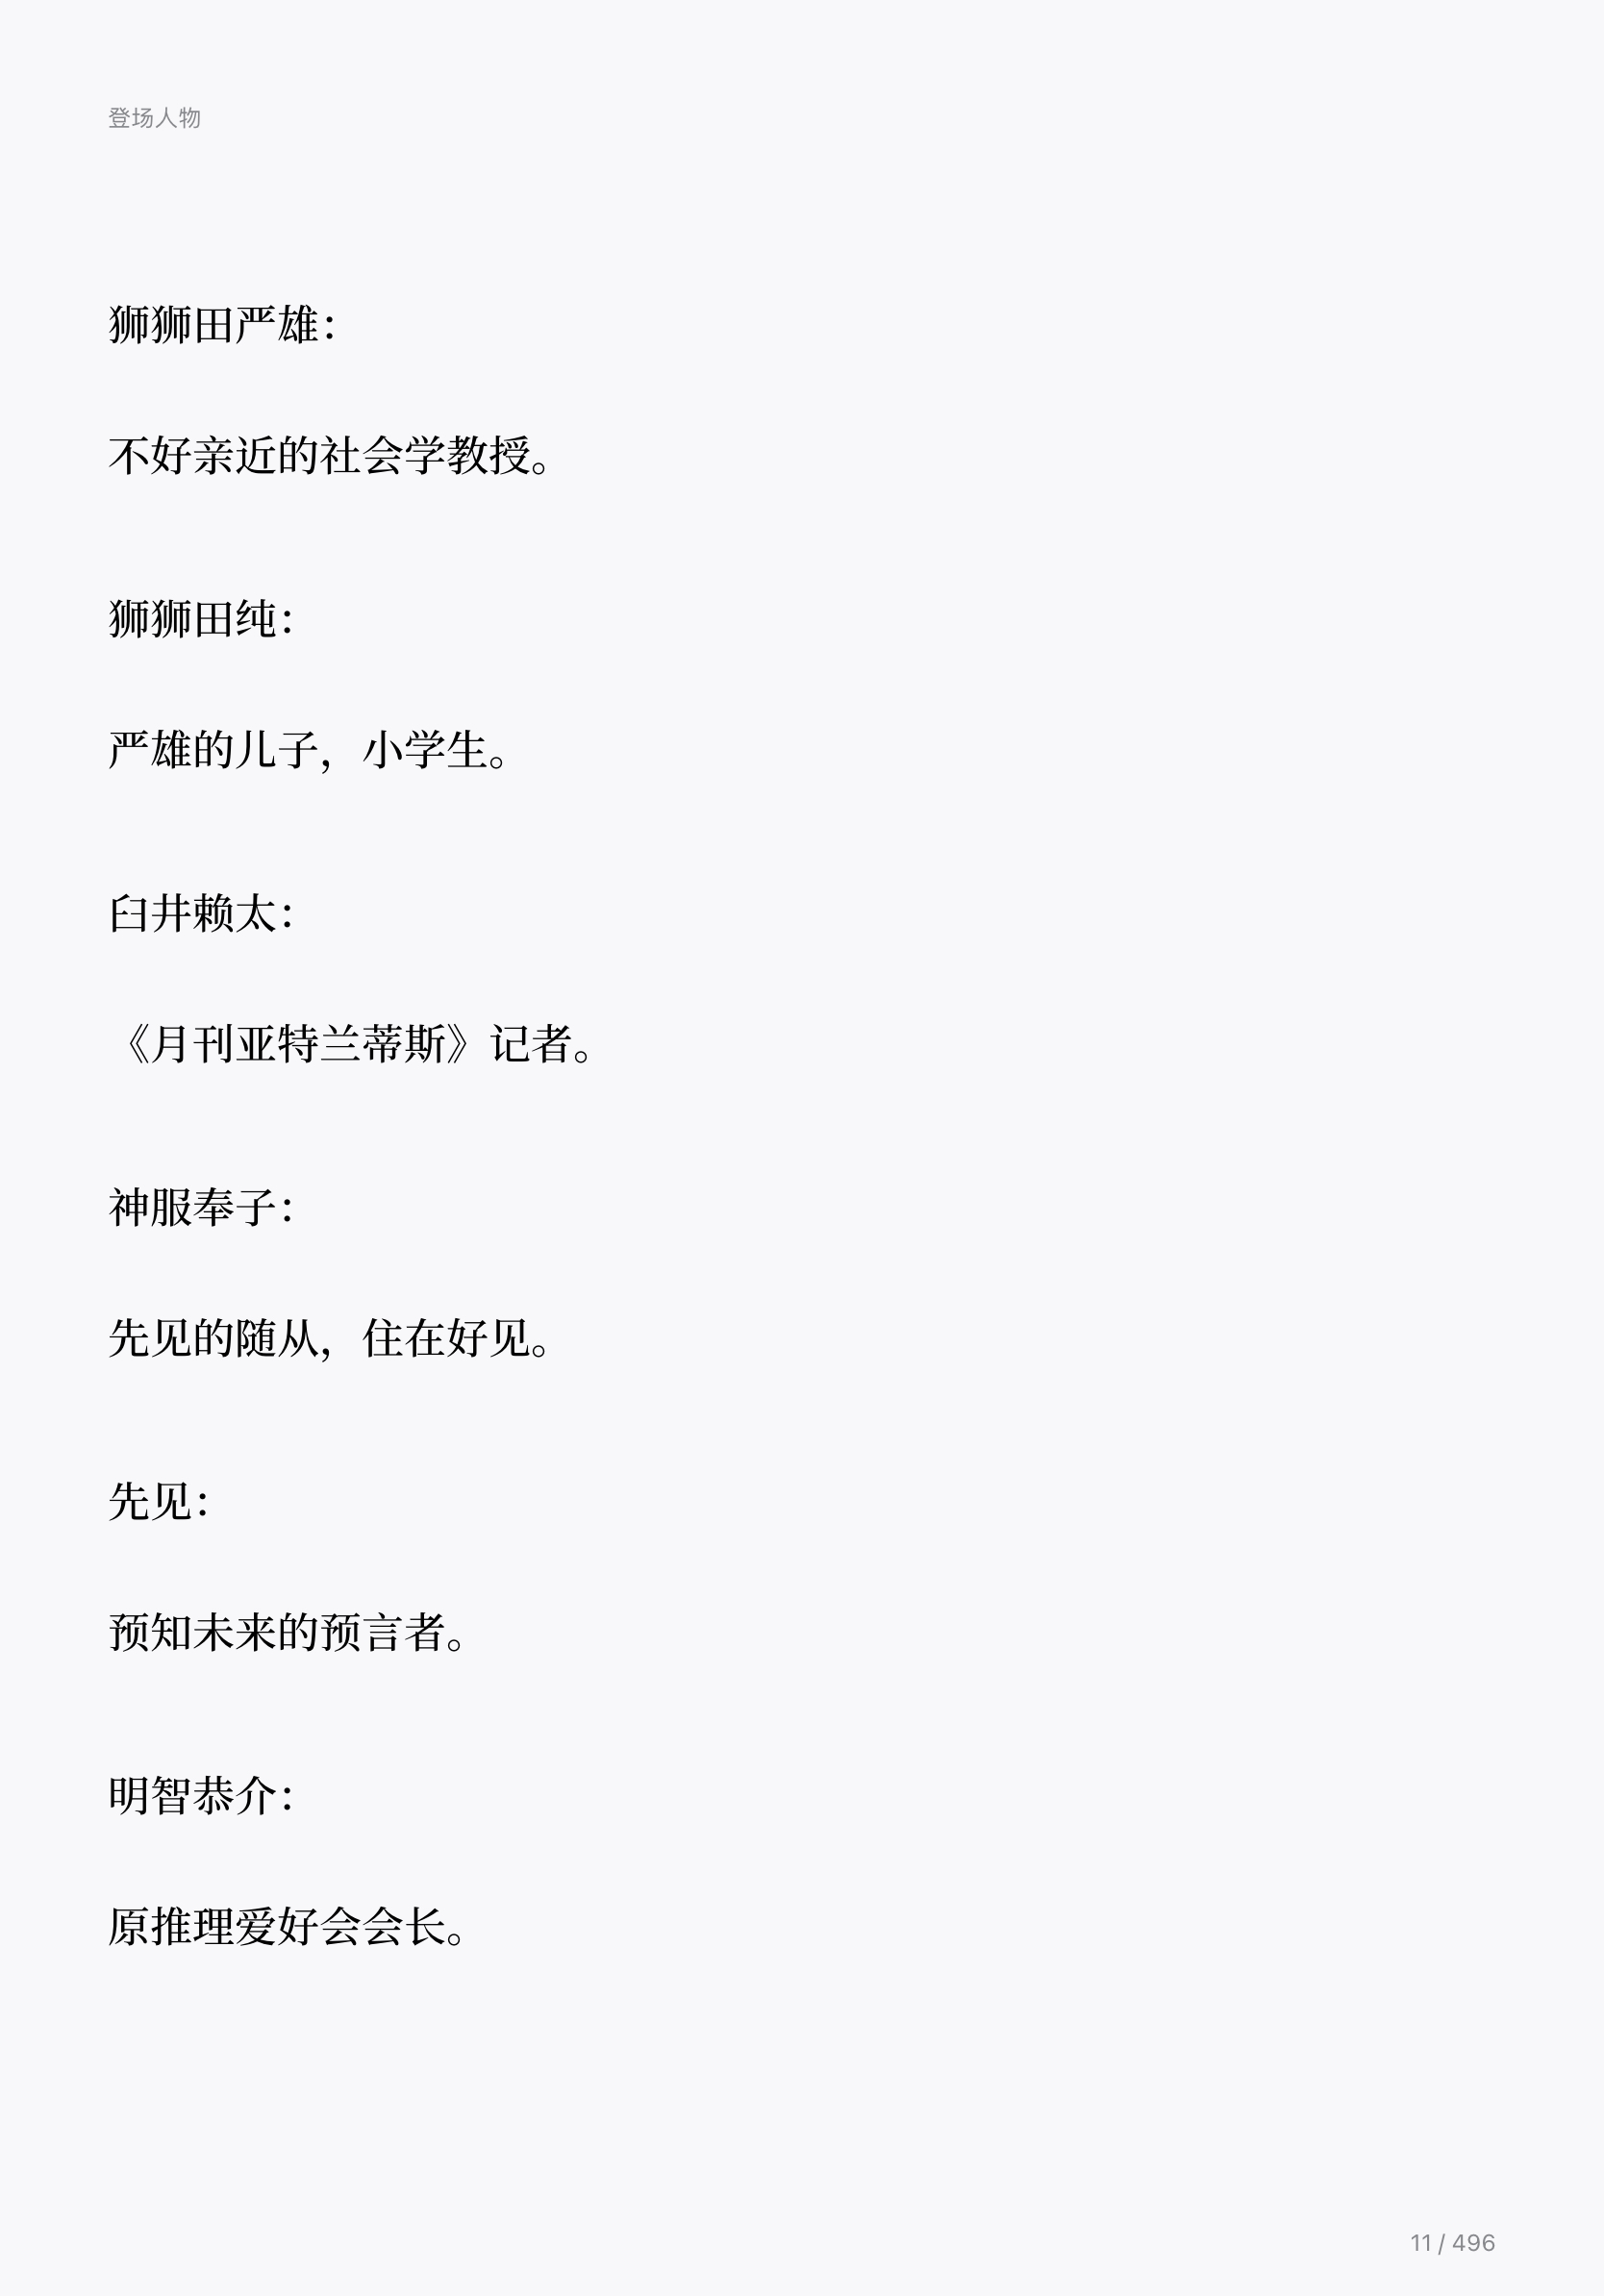 登场人物
狮狮田严雄：
不好亲近的社会学教授。
狮狮田纯：
严雄的儿子，小学生。
臼井赖太：
《月刊亚特兰蒂斯》记者。
神服奉子：
先见的随从，住在好见。
先见：
预知未来的预言者。
明智恭介：
原推理爱好会会长。
11 / 496